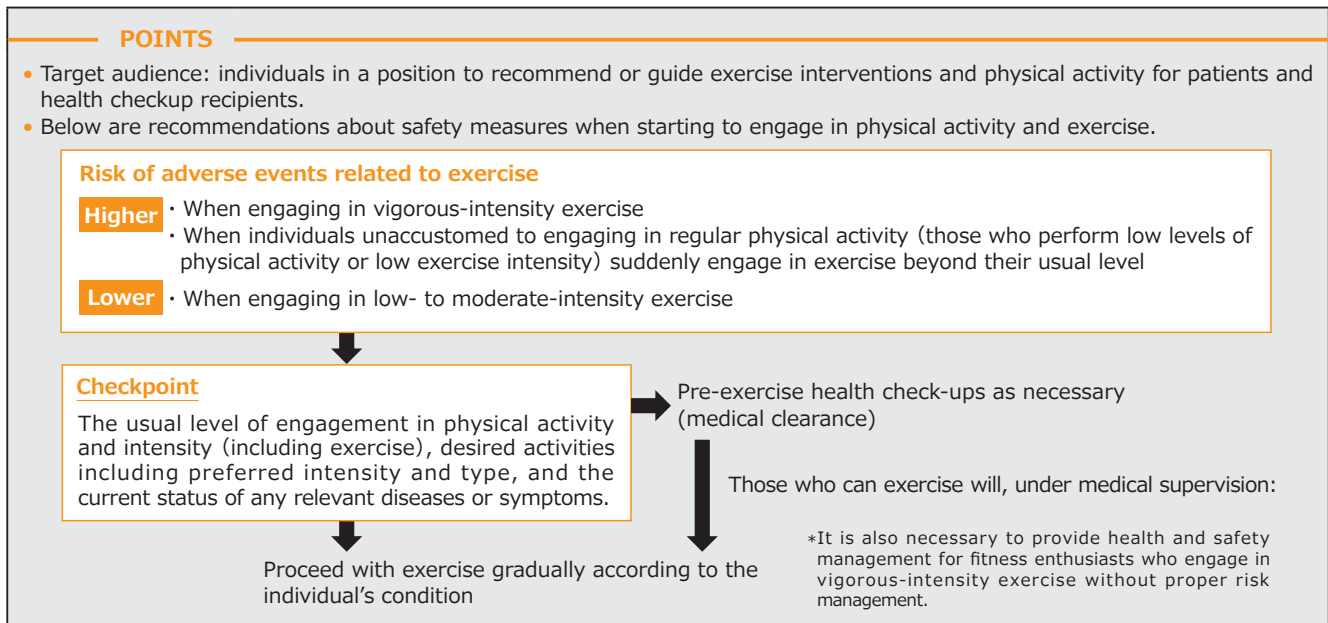 POINTS
• Target audience: individuals in a position to recommend or guide exercise interventions and physical activity for patients and
health checkup recipients.
• Below are recommendations about safety measures when starting to engage in physical activity and exercise.
Risk of adverse events related to exercise
Higher ・When engaging in vigorous-intensity exercise
・When individuals unaccustomed to engaging in regular physical activity (those who perform low levels of
physical activity or low exercise intensity) suddenly engage in exercise beyond their usual level
Lower ・When engaging in low- to moderate-intensity exercise
Checkpoint
The usual level of engagement in physical activity
and intensity (including exercise), desired activities
including preferred intensity and type, and the
current status of any relevant diseases or symptoms.
Pre-exercise health check-ups as necessary
(medical clearance)
Those who can exercise will, under medical supervision:
Proceed with exercise gradually according to the
individual's condition
*It is also necessary to provide health and safety
management for fitness enthusiasts who engage in
vigorous-intensity exercise without proper risk
management.